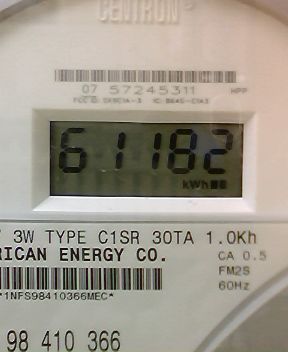 CENTRON
07 57245311 HPP
61182
kWh
3W TYPE C1SR 30TA 1.0Kh
RICAN ENERGY CO. CA 0.5
FM2S
*1NFS98410366MEC* 60Hz
98 410 366